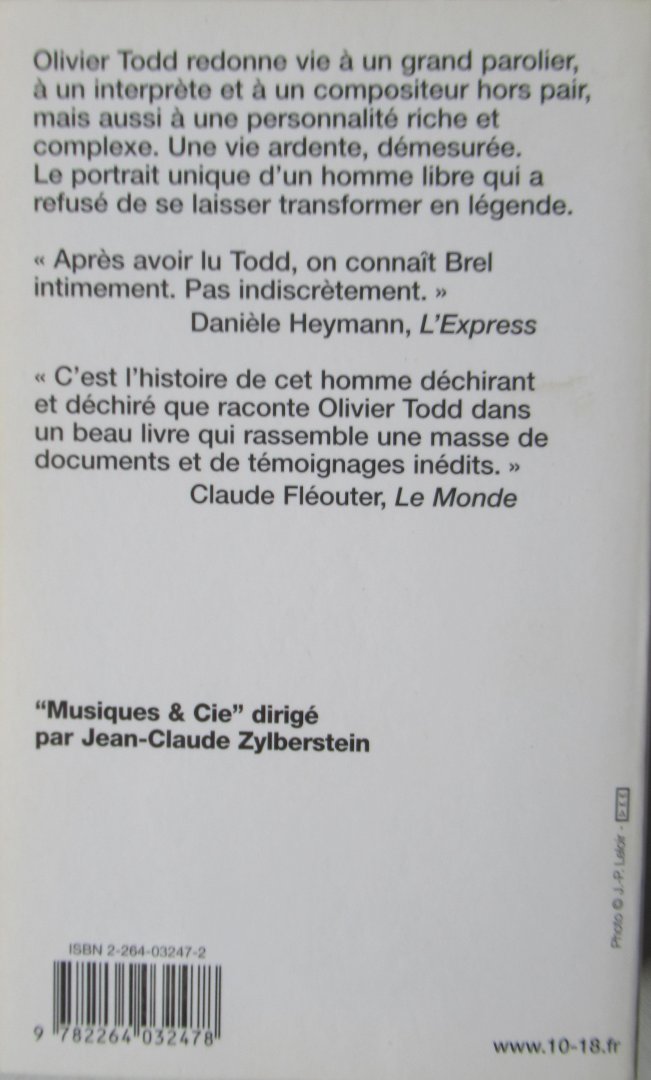 Olivier Todd redonne vie à un grand parolier,
à un interprète et à un compositeur hors pair,
mais aussi à une personnalité riche et
complexe. Une vie ardente, démesurée.
Le portrait unique d'un homme libre qui a
refusé de se laisser transformer en légende.
« Après avoir lu Todd, on connaît Brel
intimement. Pas indiscrètement. »
Danièle Heymann, L'Express
« C'est l'histoire de cet homme déchirant
et déchiré que raconte Olivier Todd dans
un beau livre qui rassemble une masse de
documents et de témoignages inédits. »
Claude Fléouter, Le Monde
“Musiques & Cie” dirigé
par Jean-Claude Zylberstein
Photo © J.-P. Leloir -
ISBN 2-264-03247-2
9 782264 032478
www.10-18.fr